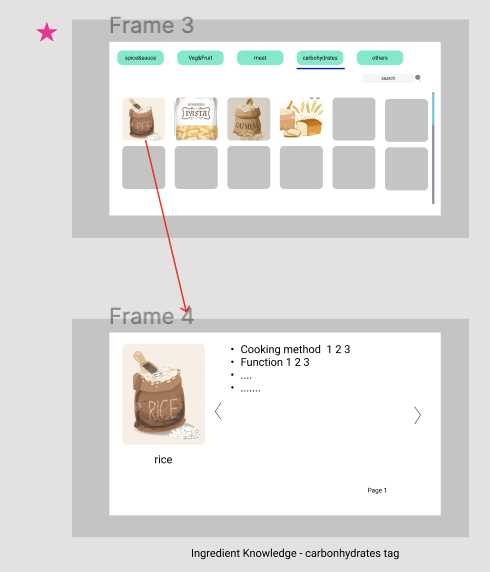 Frame 3
spice&sauce
Veg&Fruit
meat
carbohydrates
others
search
RICE
PASTA
OATMEAL
Frame 4
RICE
• Cooking method 1 2 3
• Function 1 2 3
• ....
• .......
rice
Page 1
Ingredient Knowledge - carbonhydrates tag